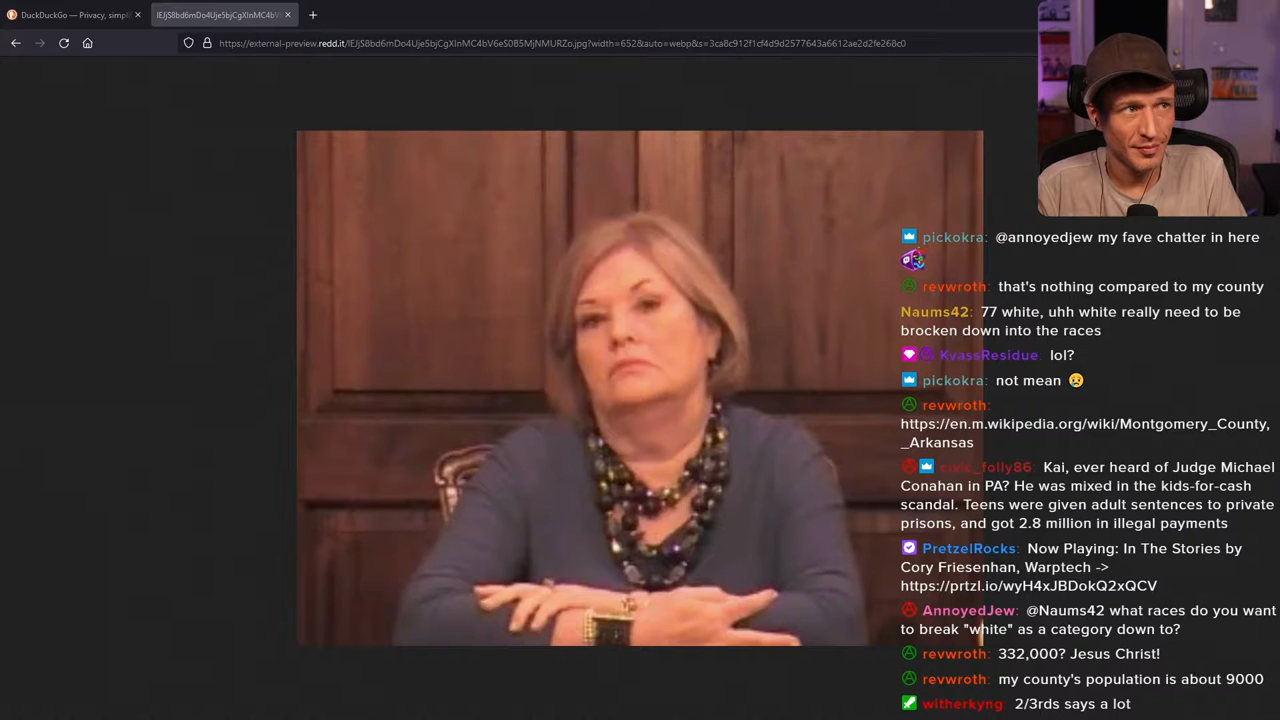 DuckDuckGo — Privacy, simpli
lEJjS8bd6mDo4Uje5bjCgXlnMC4bV
https://external-preview.redd.it/lEJjS8bd6mDo4Uje5bjCgXlnMC4bV6eS085MjNMURZo.jpg?width=652&auto=webp&s=3ca8c912f1cf4d9d2577643a6612ae2d2fe268c0
pickokra: @annoyedjew my fave chatter in here
revwroth: that's nothing compared to my county
Naums42: 77 white, uhh white really need to be
brocken down into the races
KvassResidue: lol?
pickokra: not mean
revwroth:
https://en.m.wikipedia.org/wiki/Montgomery_County,
_Arkansas
civic_folly86: Kai, ever heard of Judge Michael
Conahan in PA? He was mixed in the kids-for-cash
scandal. Teens were given adult sentences to private
prisons, and got 2.8 million in illegal payments
PretzelRocks: Now Playing: In The Stories by
Cory Friesenhan, Warptech ->
https://prtzl.io/wyH4xJBDokQ2xQCV
AnnoyedJew: @Naums42 what races do you want
to break "white" as a category down to?
revwroth: 332,000? Jesus Christ!
revwroth: my county's population is about 9000
witherkyng: 2/3rds says a lot